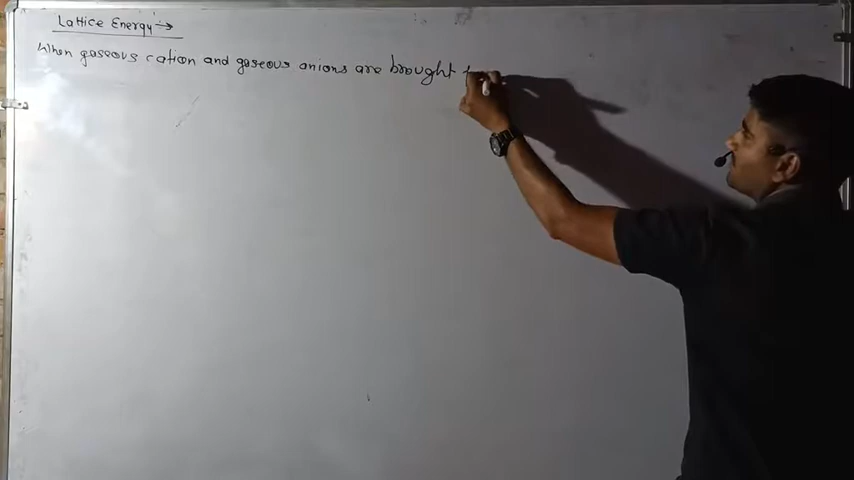 Lattice Energy →
When gaseous cation and gaseous anions are brought t